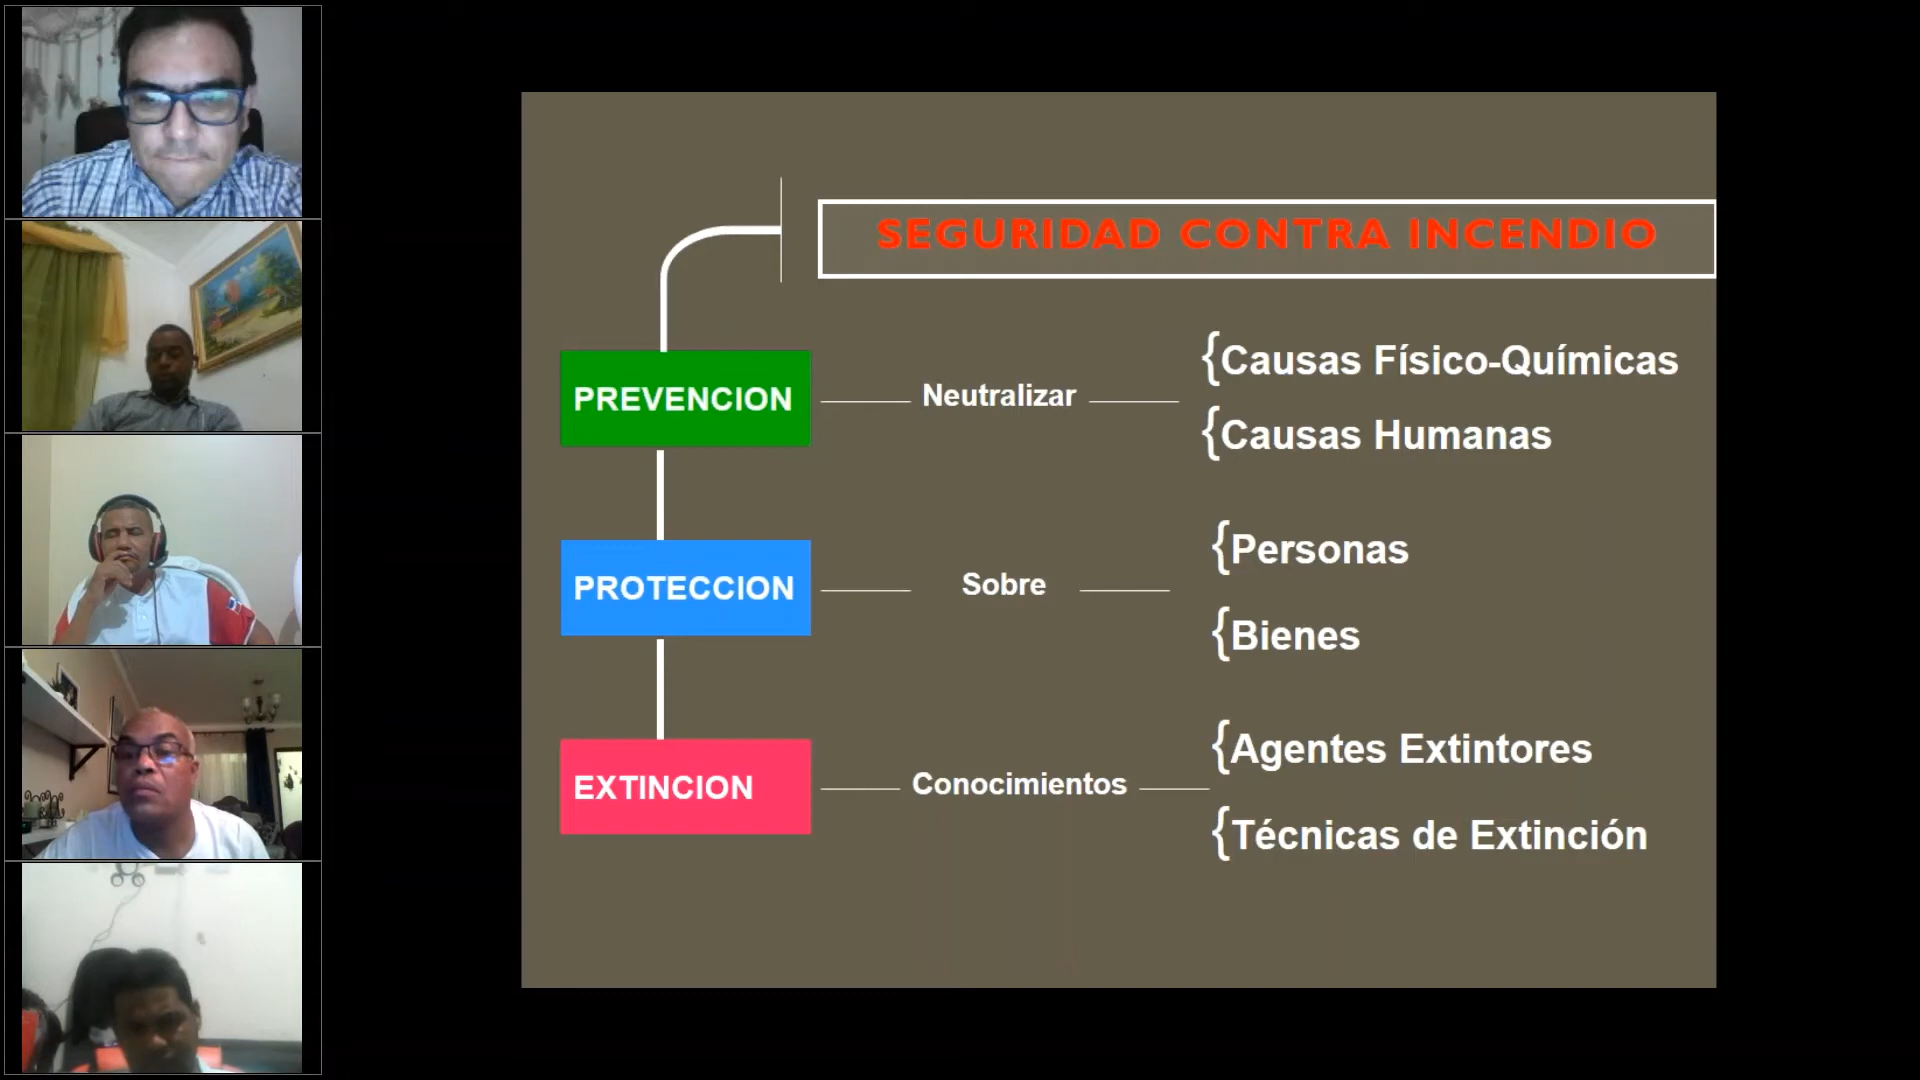 SEGURIDAD CONTRA INCENDIO
PREVENCION
Neutralizar
{Causas Físico-Químicas
{Causas Humanas
PROTECCION
Sobre
{Personas
{Bienes
EXTINCION
Conocimientos
{Agentes Extintores
{Técnicas de Extinción